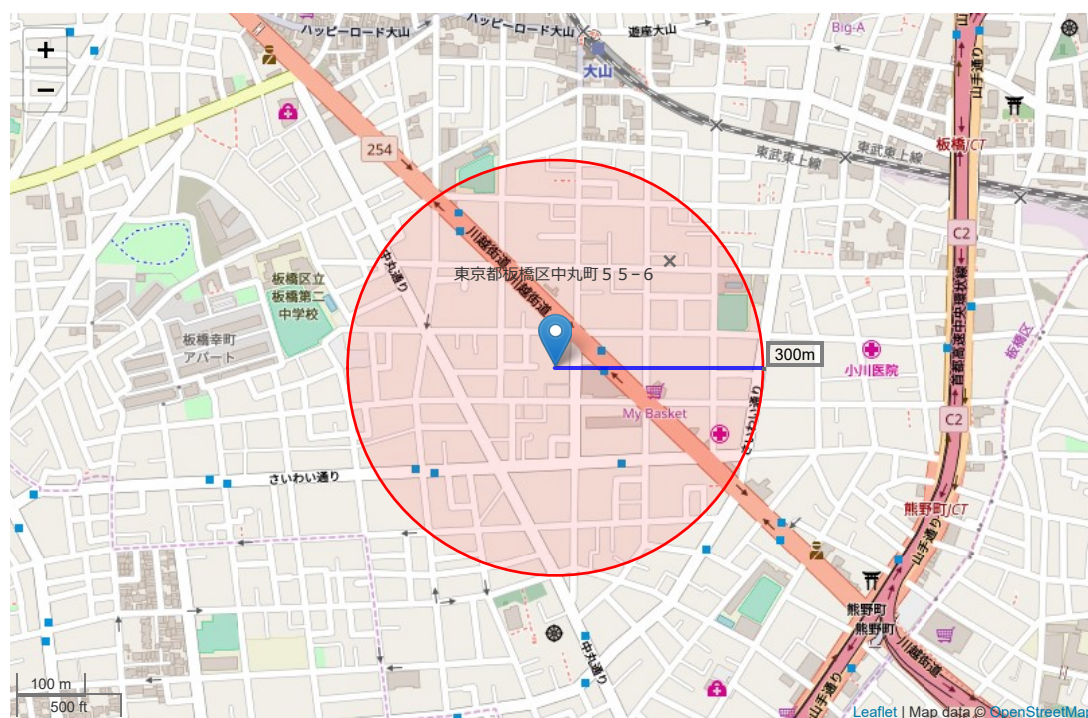 +
−
ハッピーロード大山
ハッピーロード大山
遊座大山
Big-A
大山
山手通り
254
東武東上線
東武東上線
板橋JCT
C2
川越街道
川越街道
中丸通り
東京都板橋区中丸町５５−６
板橋区立
板橋第二
中学校
板橋幸町
アパート
首都高速中央環状線
板橋区
300m
小川医院
My Basket
さいわい通り
C2
さいわい通り
熊野町JCT
山手通り
熊野町
熊野町
川越街道
中丸通り
山手通り
100 m
500 ft
Leaflet | Map data © OpenStreetMap